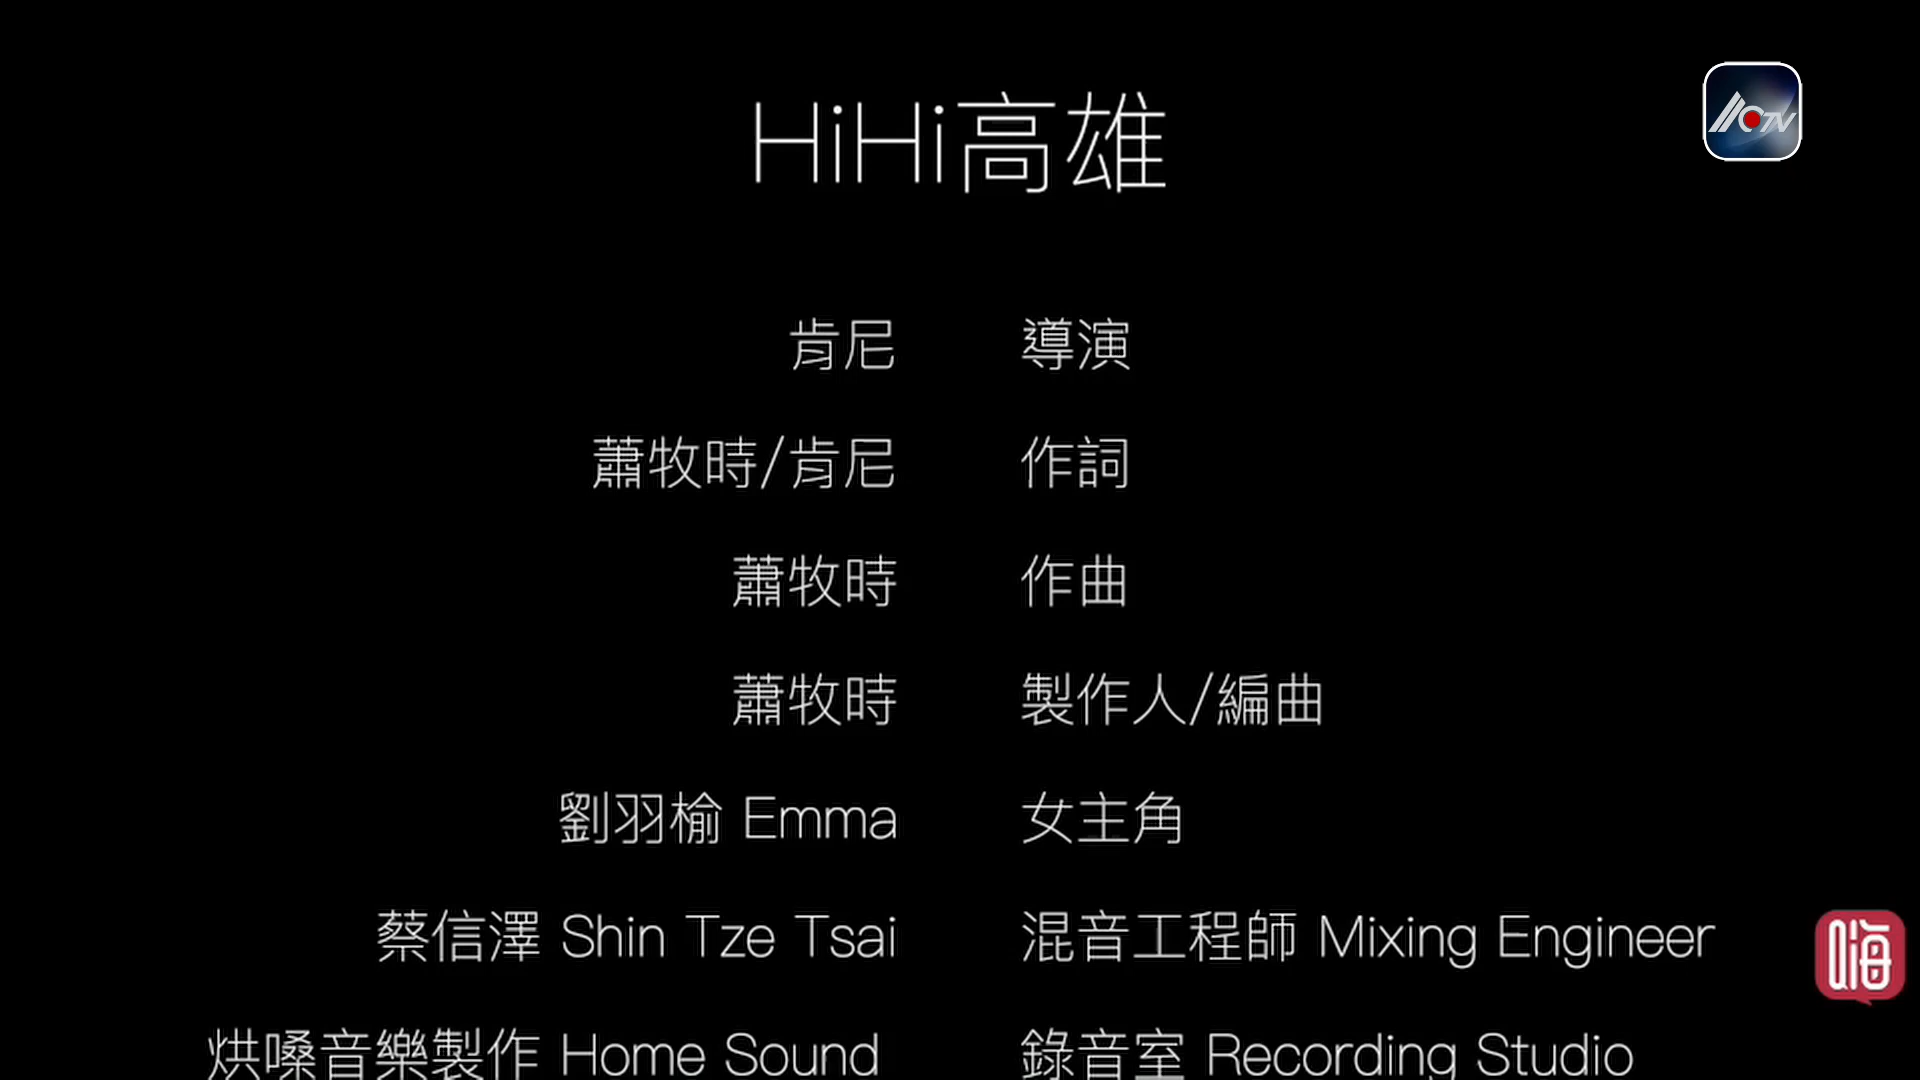 HiHi高雄
ACTV
肯尼 導演
蕭牧時/肯尼 作詞
蕭牧時 作曲
蕭牧時 製作人/編曲
劉羽榆 Emma 女主角
蔡信澤 Shin Tze Tsai 混音工程師 Mixing Engineer
嗨
烘嗓音樂製作 Home Sound 錄音室 Recording Studio